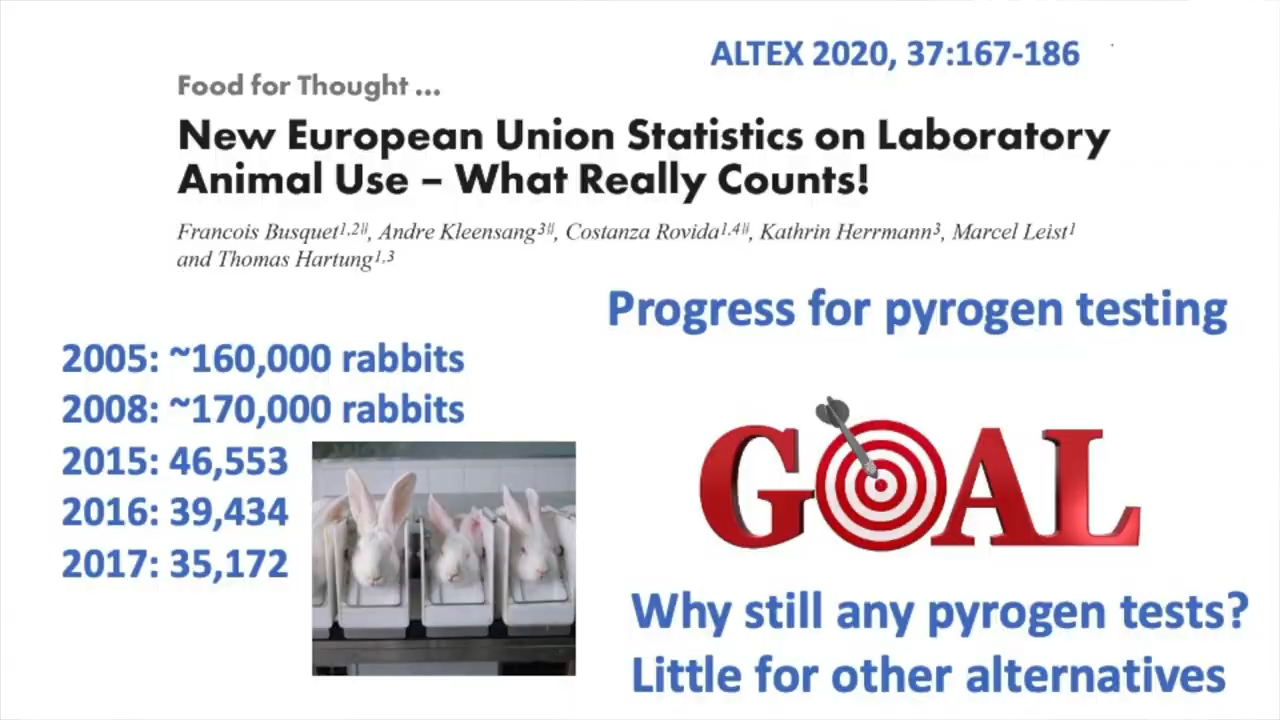 ALTEX 2020, 37:167-186
Food for Thought ...
New European Union Statistics on Laboratory
Animal Use – What Really Counts!
Francois Busquet1,2||, Andre Kleensang3||, Costanza Rovida1,4||, Kathrin Herrmann3, Marcel Leist1
and Thomas Hartung1,3
Progress for pyrogen testing
2005: ~160,000 rabbits
2008: ~170,000 rabbits
2015: 46,553
2016: 39,434
2017: 35,172
GOAL
Why still any pyrogen tests?
Little for other alternatives